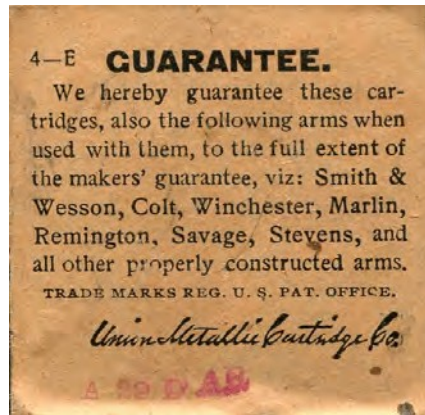 4—E GUARANTEE.
We hereby guarantee these car-
tridges, also the following arms when
used with them, to the full extent of
the makers' guarantee, viz: Smith &
Wesson, Colt, Winchester, Marlin,
Remington, Savage, Stevens, and
all other properly constructed arms.
TRADE MARKS REG. U. S. PAT. OFFICE.
Union Metallic Cartridge Co.
A 29 D AB